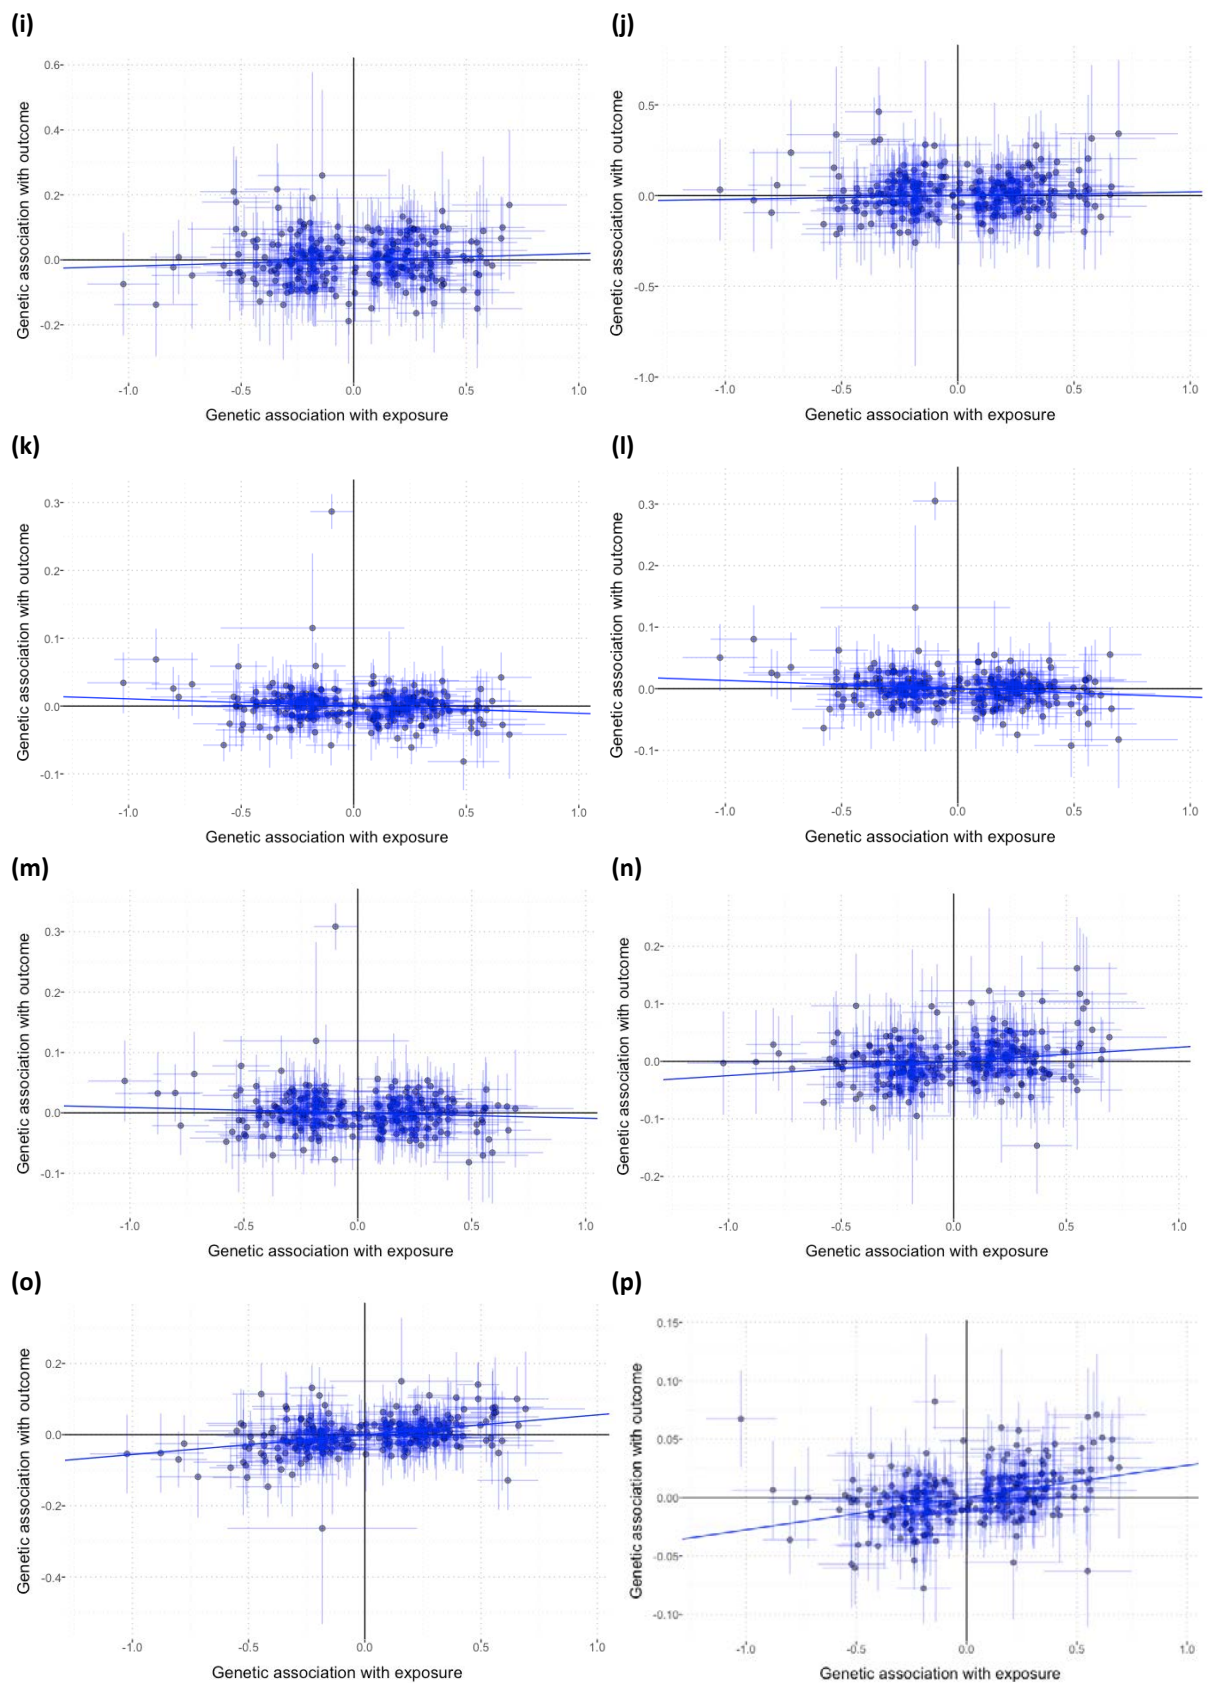 (i)
Genetic association with outcome
0.6
0.4
0.2
0.0
-0.2
-1.0 -0.5 0.0 0.5 1.0
Genetic association with exposure
(j)
Genetic association with outcome
0.5
0.0
-0.5
-1.0
-1.0 -0.5 0.0 0.5 1.0
Genetic association with exposure
(k)
Genetic association with outcome
0.3
0.2
0.1
0.0
-0.1
-1.0 -0.5 0.0 0.5 1.0
Genetic association with exposure
(l)
Genetic association with outcome
0.3
0.2
0.1
0.0
-0.1
-1.0 -0.5 0.0 0.5 1.0
Genetic association with exposure
(m)
Genetic association with outcome
0.3
0.2
0.1
0.0
-0.1
-1.0 -0.5 0.0 0.5 1.0
Genetic association with exposure
(n)
Genetic association with outcome
0.2
0.1
0.0
-0.1
-0.2
-1.0 -0.5 0.0 0.5 1.0
Genetic association with exposure
(o)
Genetic association with outcome
0.2
0.0
-0.2
-0.4
-1.0 -0.5 0.0 0.5 1.0
Genetic association with exposure
(p)
Genetic association with outcome
0.15
0.10
0.05
0.00
-0.05
-0.10
-1.0 -0.5 0.0 0.5 1.0
Genetic association with exposure